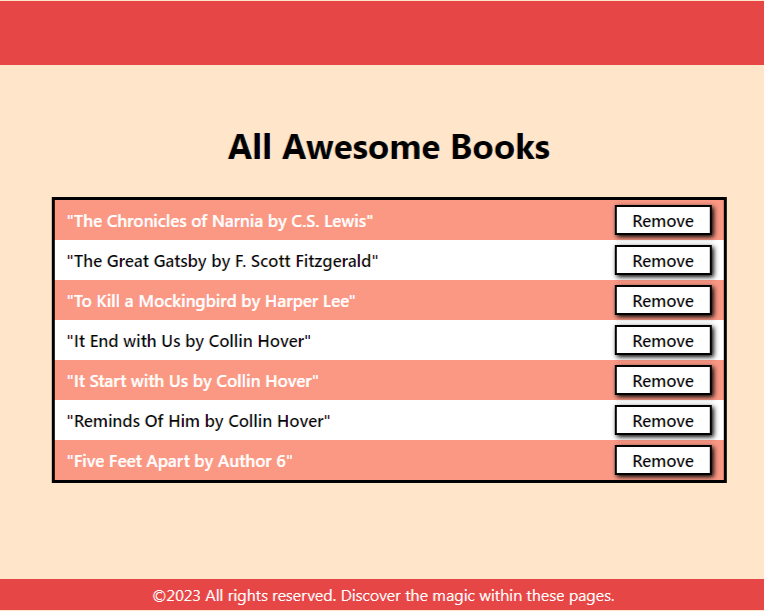 All Awesome Books
"The Chronicles of Narnia by C.S. Lewis" Remove
"The Great Gatsby by F. Scott Fitzgerald" Remove
"To Kill a Mockingbird by Harper Lee" Remove
"It End with Us by Collin Hover" Remove
"It Start with Us by Collin Hover" Remove
"Reminds Of Him by Collin Hover" Remove
"Five Feet Apart by Author 6" Remove
©2023 All rights reserved. Discover the magic within these pages.